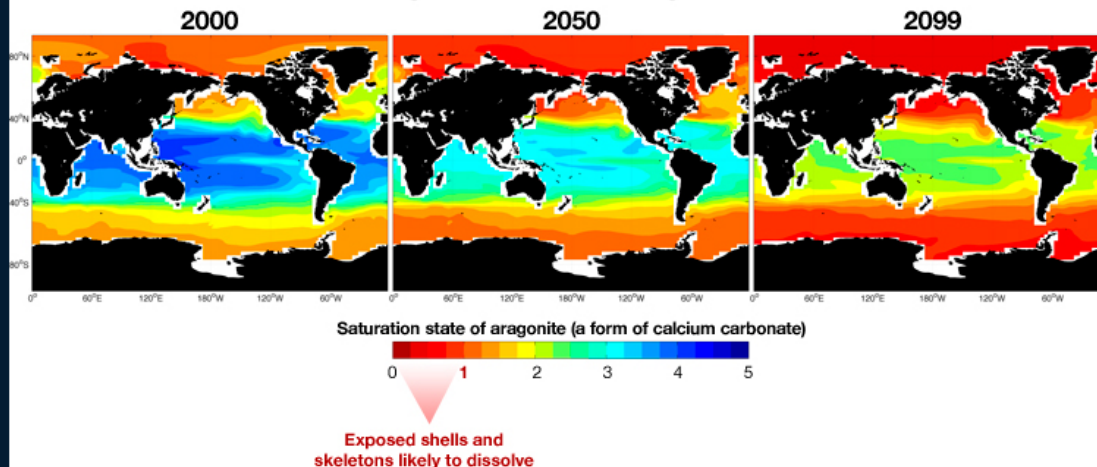 2000 2050 2099
80°N
40°N
0°
40°S
80°S
0° 60°E 120°E 180°W 120°W 60°W 0° 60°E 120°E 180°W 120°W 60°W 0° 60°E 120°E 180°W 120°W 60°W
Saturation state of aragonite (a form of calcium carbonate)
0 1 2 3 4 5
Exposed shells and
skeletons likely to dissolve